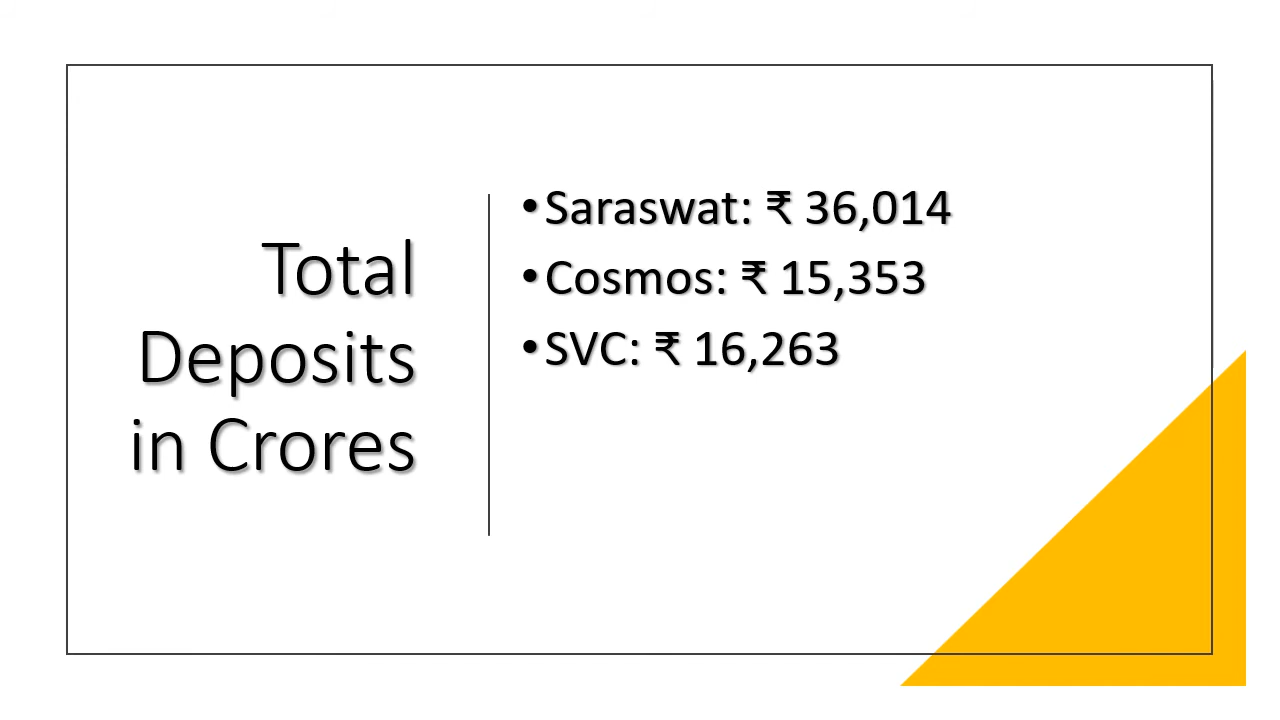 Total
Deposits
in Crores
•Saraswat: ₹ 36,014
•Cosmos: ₹ 15,353
•SVC: ₹ 16,263